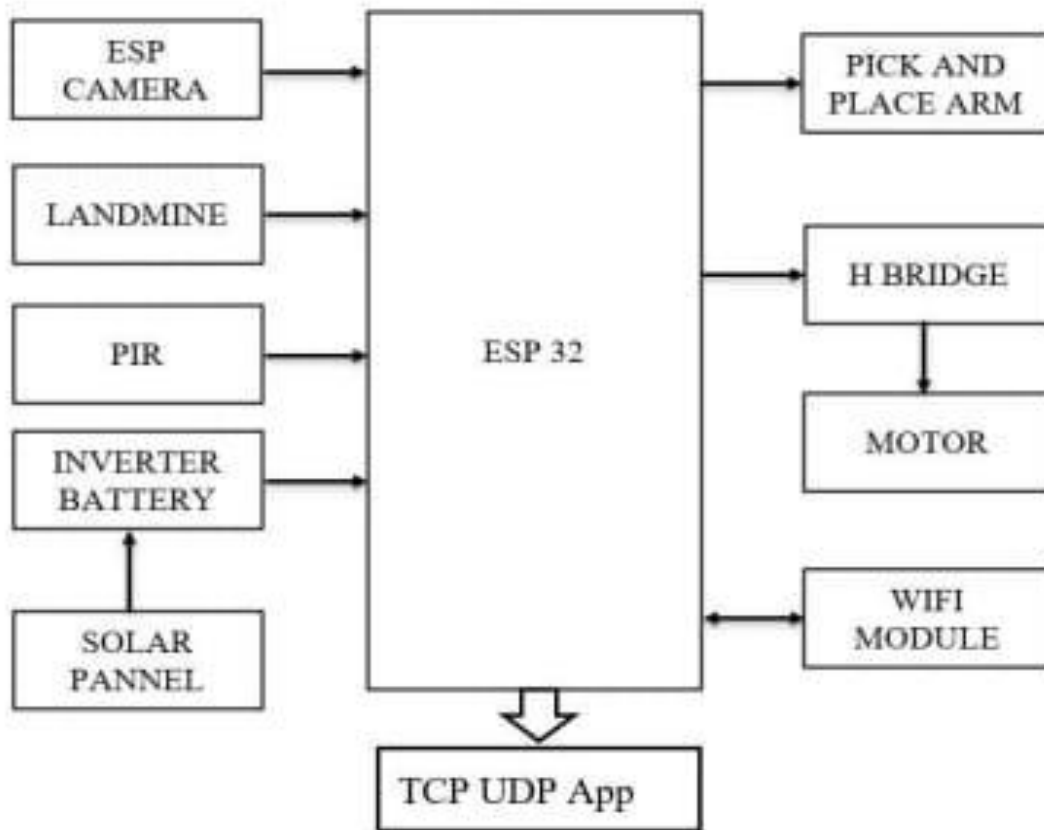 ESP
CAMERA
LANDMINE
PIR
INVERTER
BATTERY
SOLAR
PANNEL
ESP 32
PICK AND
PLACE ARM
H BRIDGE
MOTOR
WIFI
MODULE
TCP UDP App